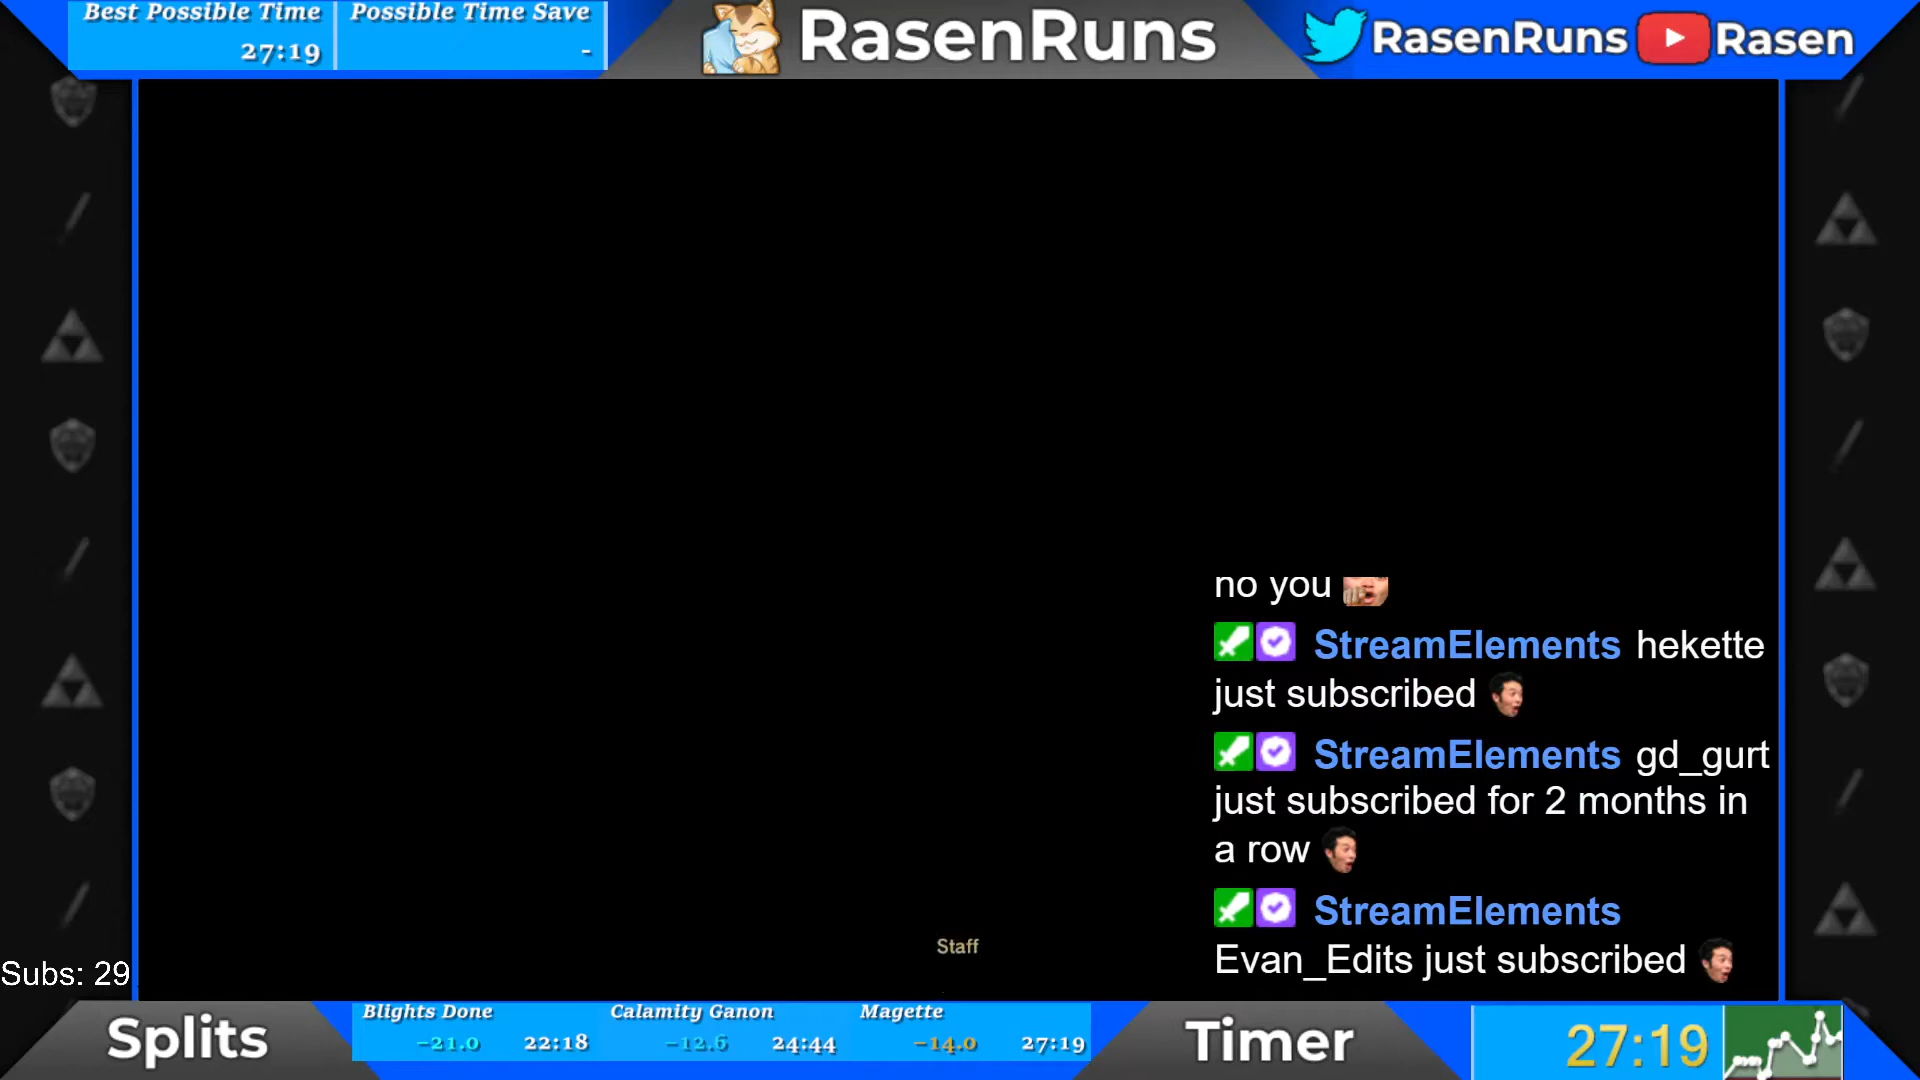 Best Possible Time
27:19
Possible Time Save
-
RasenRuns
RasenRuns
Rasen
no you
StreamElements hekette
just subscribed
StreamElements gd_gurt
just subscribed for 2 months in
a row
StreamElements
Evan_Edits just subscribed
Staff
Subs: 29
Splits
Blights Done
-21.0 22:18
Calamity Ganon
-12.6 24:44
Magette
-14.0 27:19
Timer
27:19